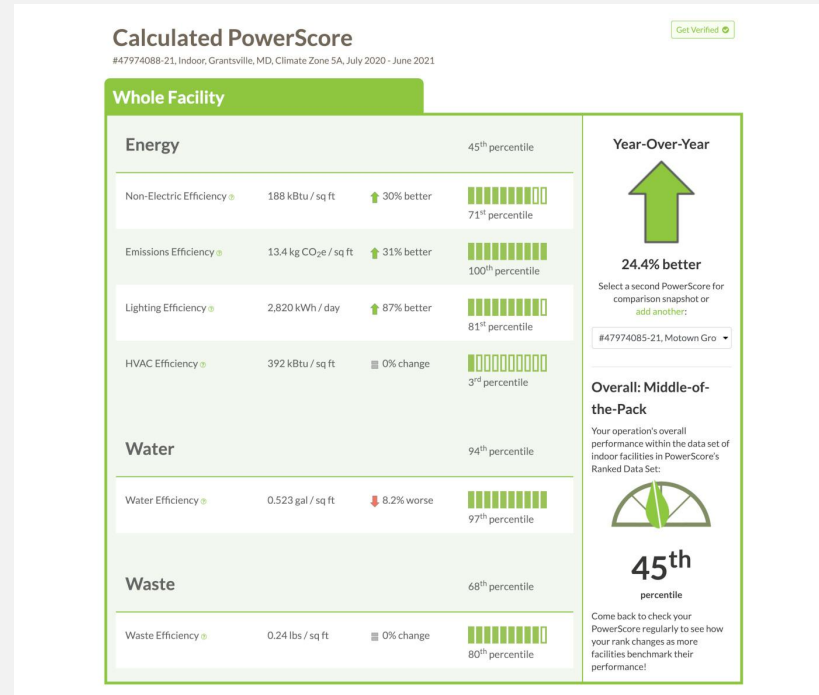 Calculated PowerScore
Get Verified
#47974088-21, Indoor, Grantsville, MD, Climate Zone 5A, July 2020 - June 2021
Whole Facility
Energy
45th percentile
Non-Electric Efficiency
188 kBtu / sq ft
30% better
71st percentile
Emissions Efficiency
13.4 kg CO2e / sq ft
31% better
100th percentile
Lighting Efficiency
2,820 kWh / day
87% better
81st percentile
HVAC Efficiency
392 kBtu / sq ft
0% change
3rd percentile
Water
94th percentile
Water Efficiency
0.523 gal / sq ft
8.2% worse
97th percentile
Waste
68th percentile
Waste Efficiency
0.24 lbs / sq ft
0% change
80th percentile
Year-Over-Year
24.4% better
Select a second PowerScore for
comparison snapshot or
add another:
#47974085-21, Motown Gro
Overall: Middle-of-
the-Pack
Your operation's overall
performance within the data set of
indoor facilities in PowerScore's
Ranked Data Set:
45th
percentile
Come back to check your
PowerScore regularly to see how
your rank changes as more
facilities benchmark their
performance!